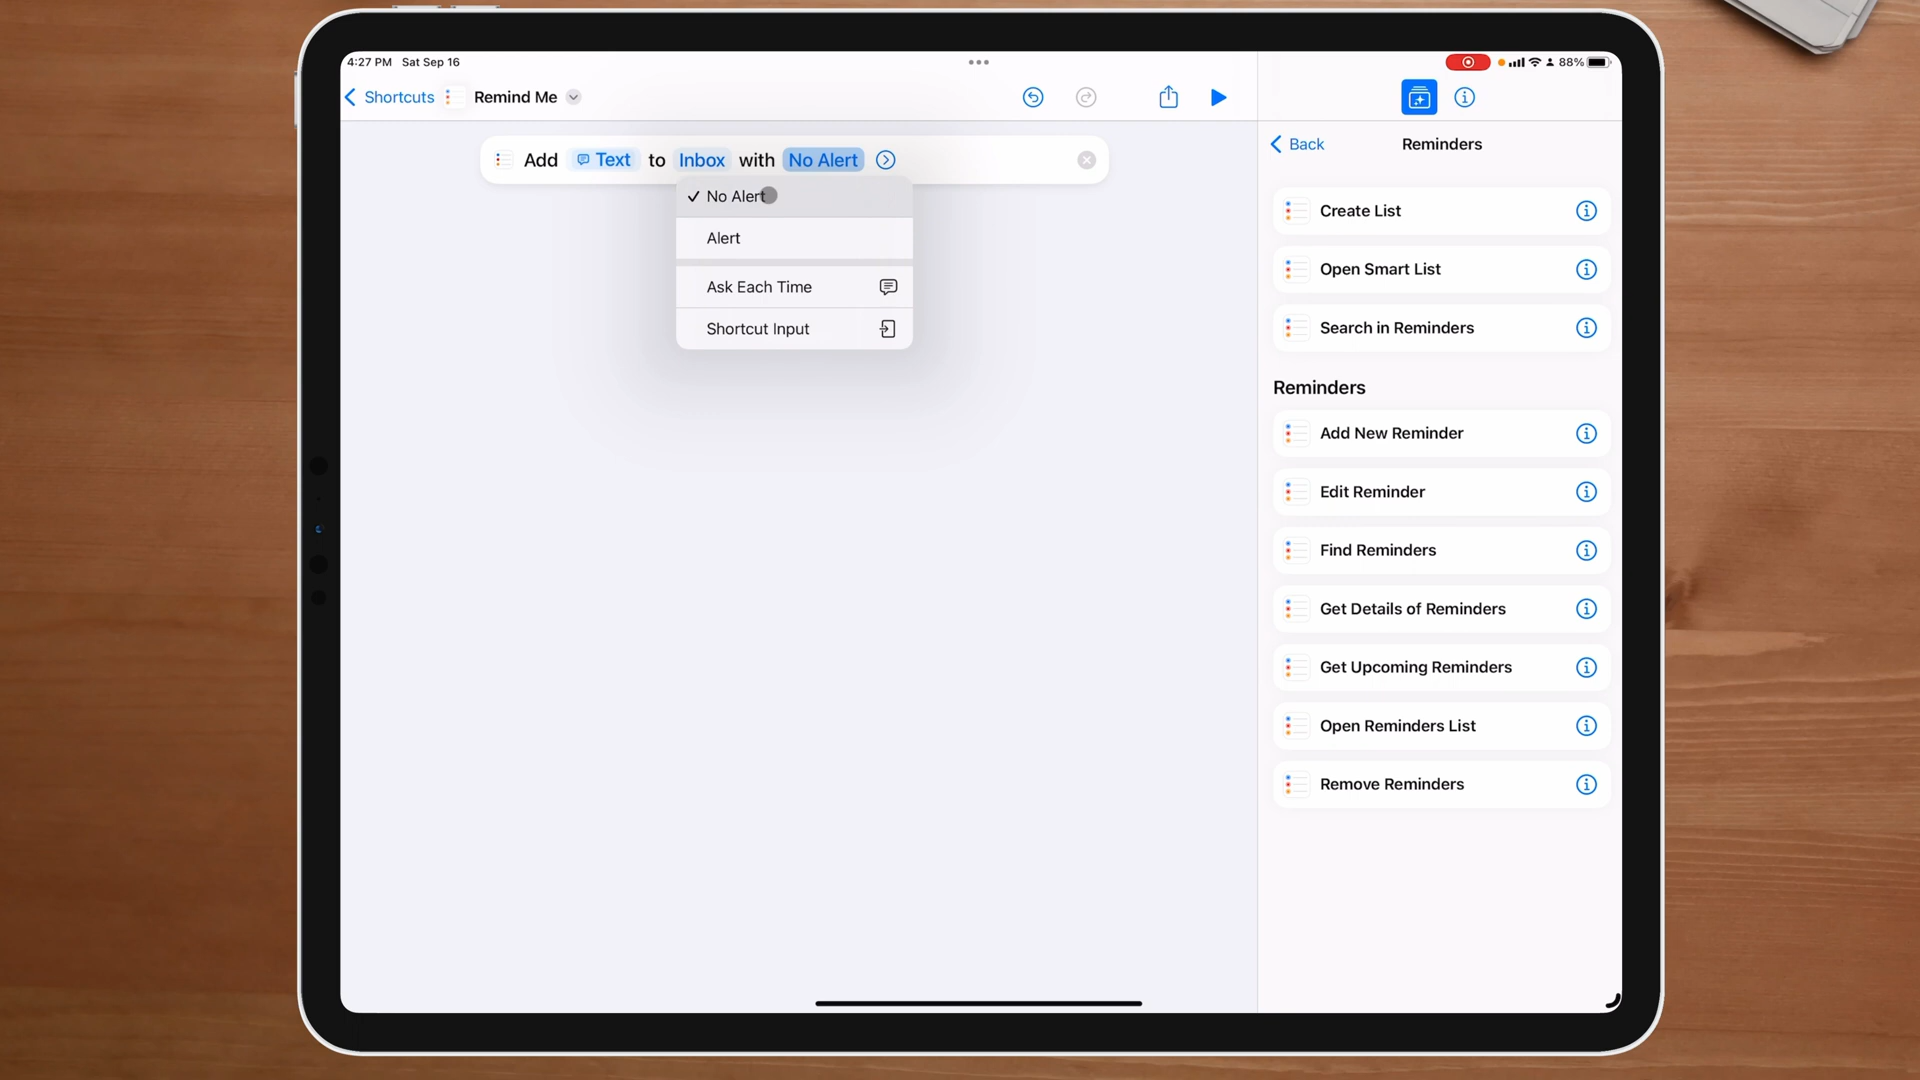 4:27 PM Sat Sep 16
88%
Shortcuts
Remind Me
Add Text to Inbox with No Alert
No Alert
Alert
Ask Each Time
Shortcut Input
Back
Reminders
Create List
Open Smart List
Search in Reminders
Reminders
Add New Reminder
Edit Reminder
Find Reminders
Get Details of Reminders
Get Upcoming Reminders
Open Reminders List
Remove Reminders